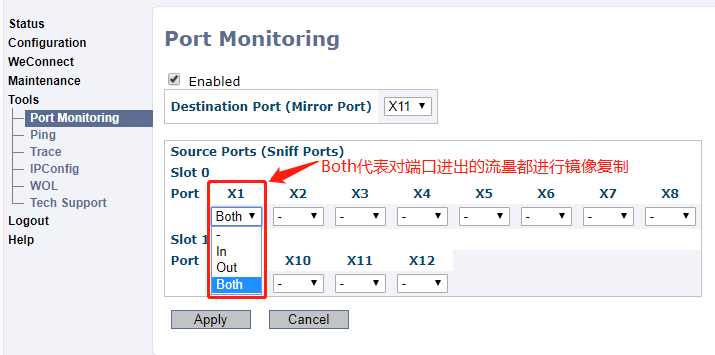 Status
Configuration
WeConnect
Maintenance
Tools
Port Monitoring
Ping
Trace
IPConfig
WOL
Tech Support
Logout
Help
Port Monitoring
Enabled
Destination Port (Mirror Port) X11
Source Ports (Sniff Ports)
Both代表对端口进出的流量都进行镜像复制
Slot 0
Port X1 X2 X3 X4 X5 X6 X7 X8
Both - - - - - - -
-
In
Out
Both
Slot 1
Port X10 X11 X12
- - -
Apply Cancel